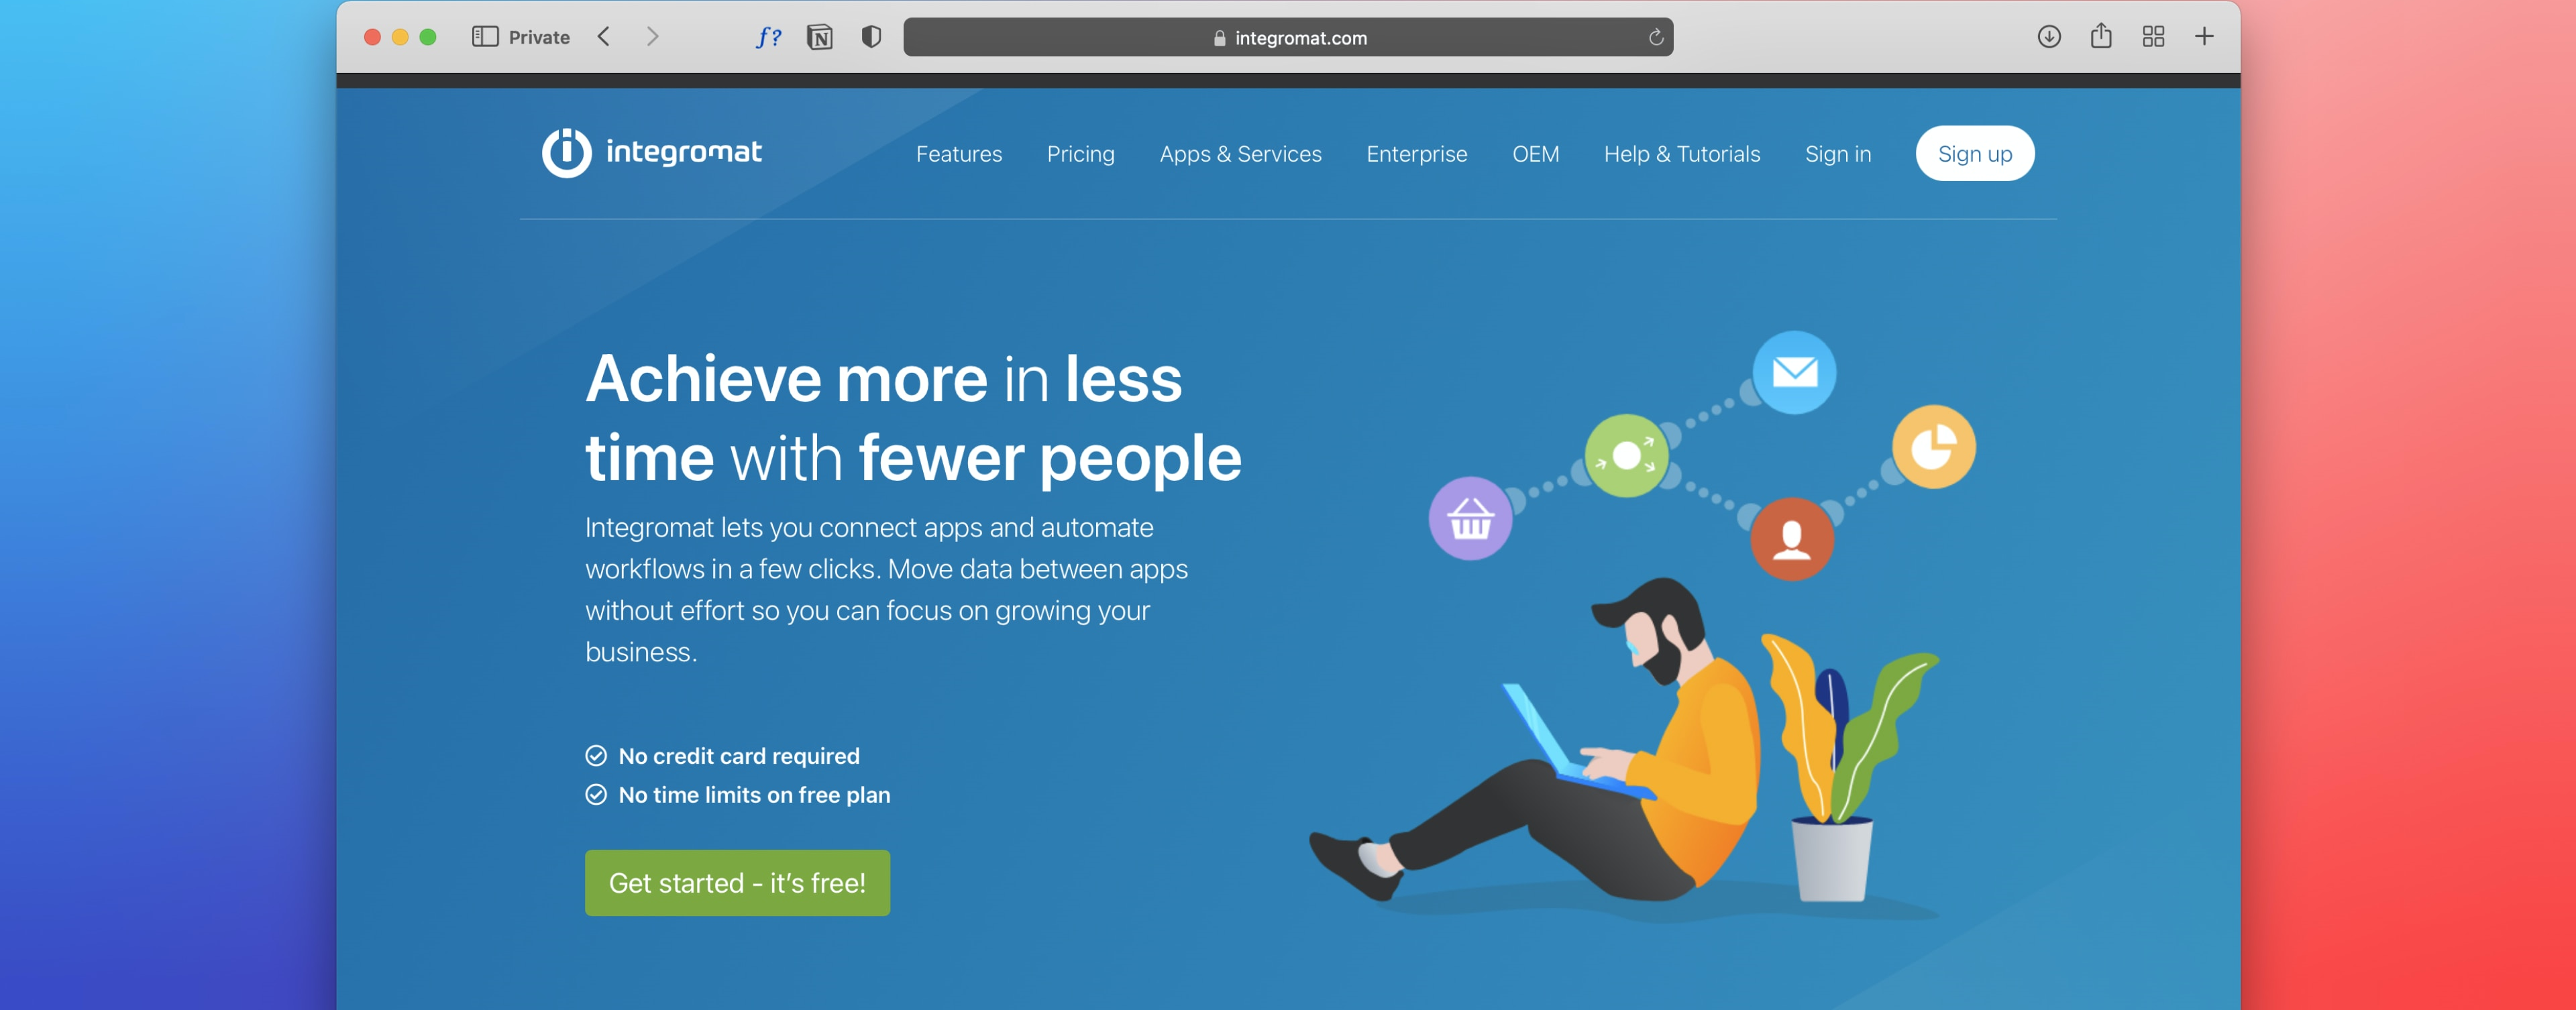 Private
f?
N
integromat.com
integromat
Features
Pricing
Apps & Services
Enterprise
OEM
Help & Tutorials
Sign in
Sign up
Achieve more in less
time with fewer people
Integromat lets you connect apps and automate
workflows in a few clicks. Move data between apps
without effort so you can focus on growing your
business.
No credit card required
No time limits on free plan
Get started - it’s free!